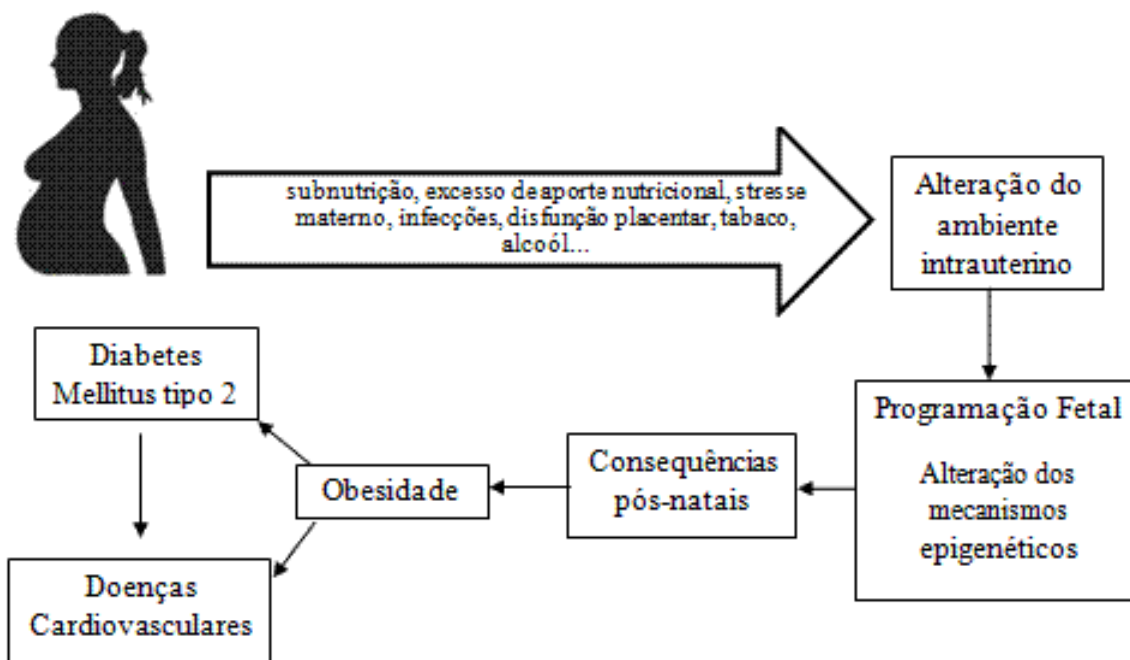 subnutrição, excesso de aporte nutricional, stresse
materno, infecções, disfunção placentar, tabaco,
alcoól...
Alteração do
ambiente
intrauterino
Programação Fetal
Alteração dos
mecanismos
epigenéticos
Consequências
pós-natais
Obesidade
Diabetes
Mellitus tipo 2
Doenças
Cardiovasculares